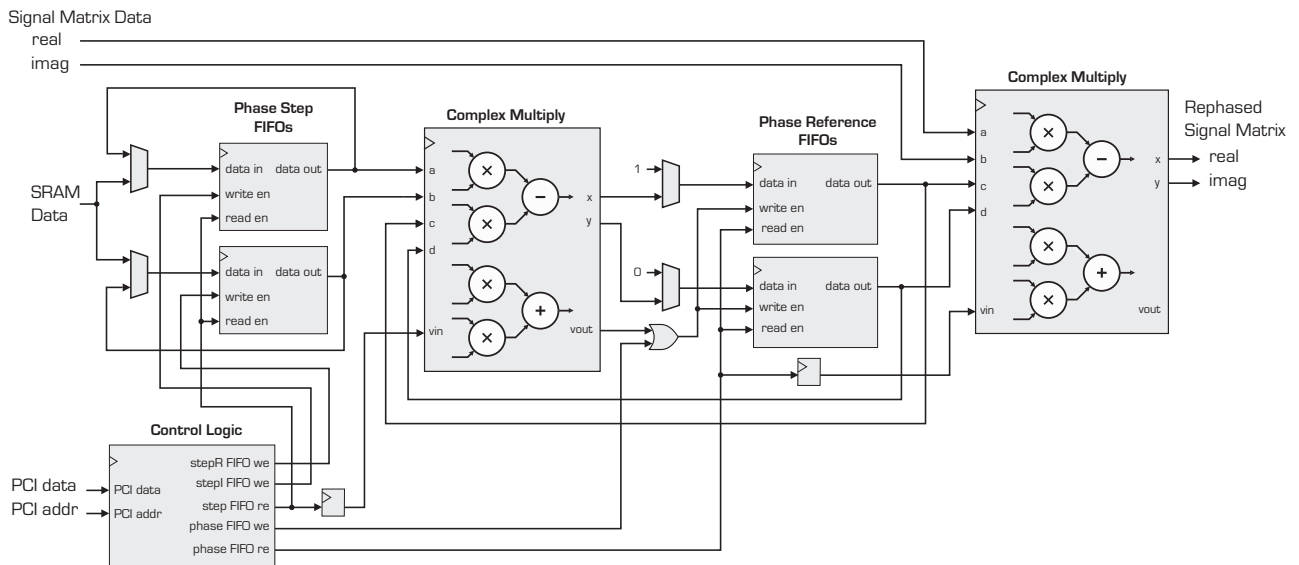 Signal Matrix Data
real
imag
Phase Step
FIFOs
data in data out
write en
read en
data in data out
write en
read en
SRAM
Data
Complex Multiply
a
b
c
d
vin
x
y
vout
× × × ×
−
+
1
0
Phase Reference
FIFOs
data in data out
write en
read en
data in data out
write en
read en
Complex Multiply
a
b
c
d
vin
x
y
vout
× × × ×
−
+
Rephased
Signal Matrix
real
imag
Control Logic
PCI data
PCI addr
PCI data
PCI addr
stepR FIFO we
stepI FIFO we
step FIFO re
phase FIFO we
phase FIFO re